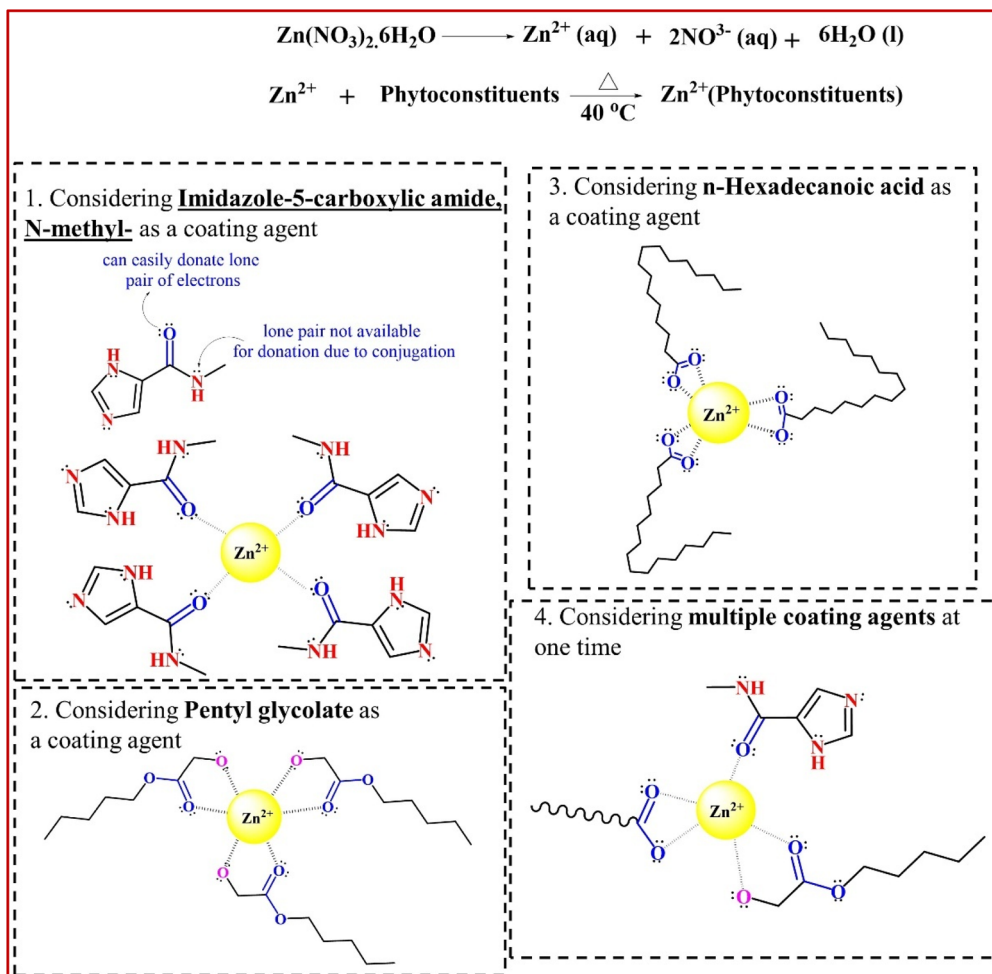 Zn(NO₃)₂.6H₂O ⟶ Zn²⁺ (aq) + 2NO³⁻ (aq) + 6H₂O (l)
Zn²⁺ + Phytoconstituents △ 40 °C ⟶ Zn²⁺(Phytoconstituents)
1. Considering Imidazole-5-carboxylic amide,
N-methyl- as a coating agent
can easily donate lone
pair of electrons
lone pair not available
for donation due to conjugation
O
H
N
N
N
H
HN
N
O
NH
NH
O
N
HN
Zn²⁺
NH
N
O
HN
O
H
N
NH
N
2. Considering Pentyl glycolate as
a coating agent
O
O
O
O
O
O
Zn²⁺
O
O
O
3. Considering n-Hexadecanoic acid as
a coating agent
O
O
Zn²⁺
O
O
O
O
4. Considering multiple coating agents at
one time
N
H
N
O
N
H
O
Zn²⁺
O
O
O
O